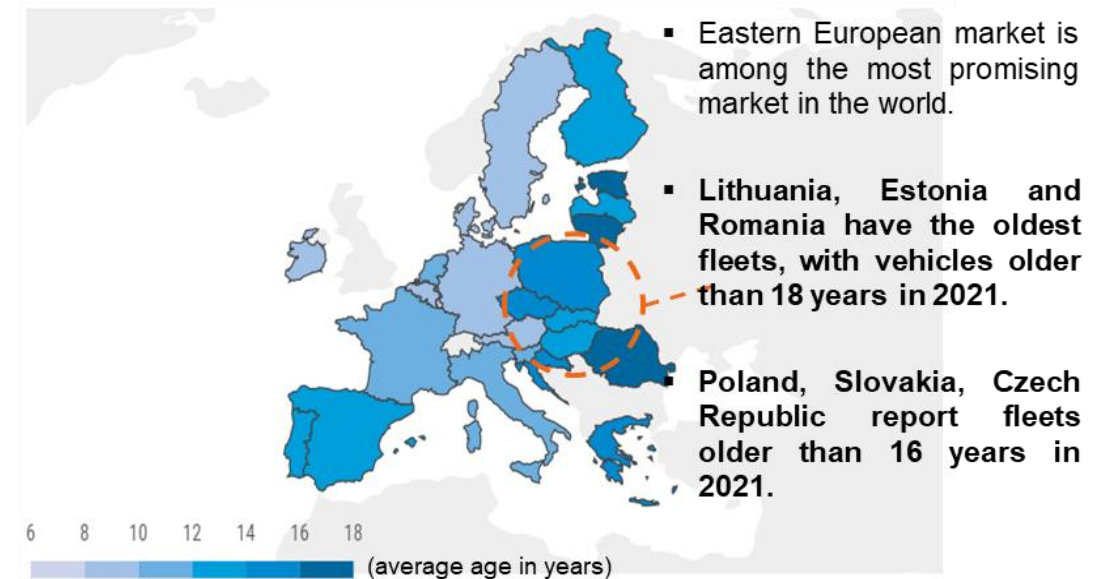 ▪ Eastern European market is
among the most promising
market in the world.
▪ Lithuania, Estonia and
Romania have the oldest
fleets, with vehicles older
than 18 years in 2021.
▪ Poland, Slovakia, Czech
Republic report fleets
older than 16 years in
2021.
6 8 10 12 14 16 18
(average age in years)